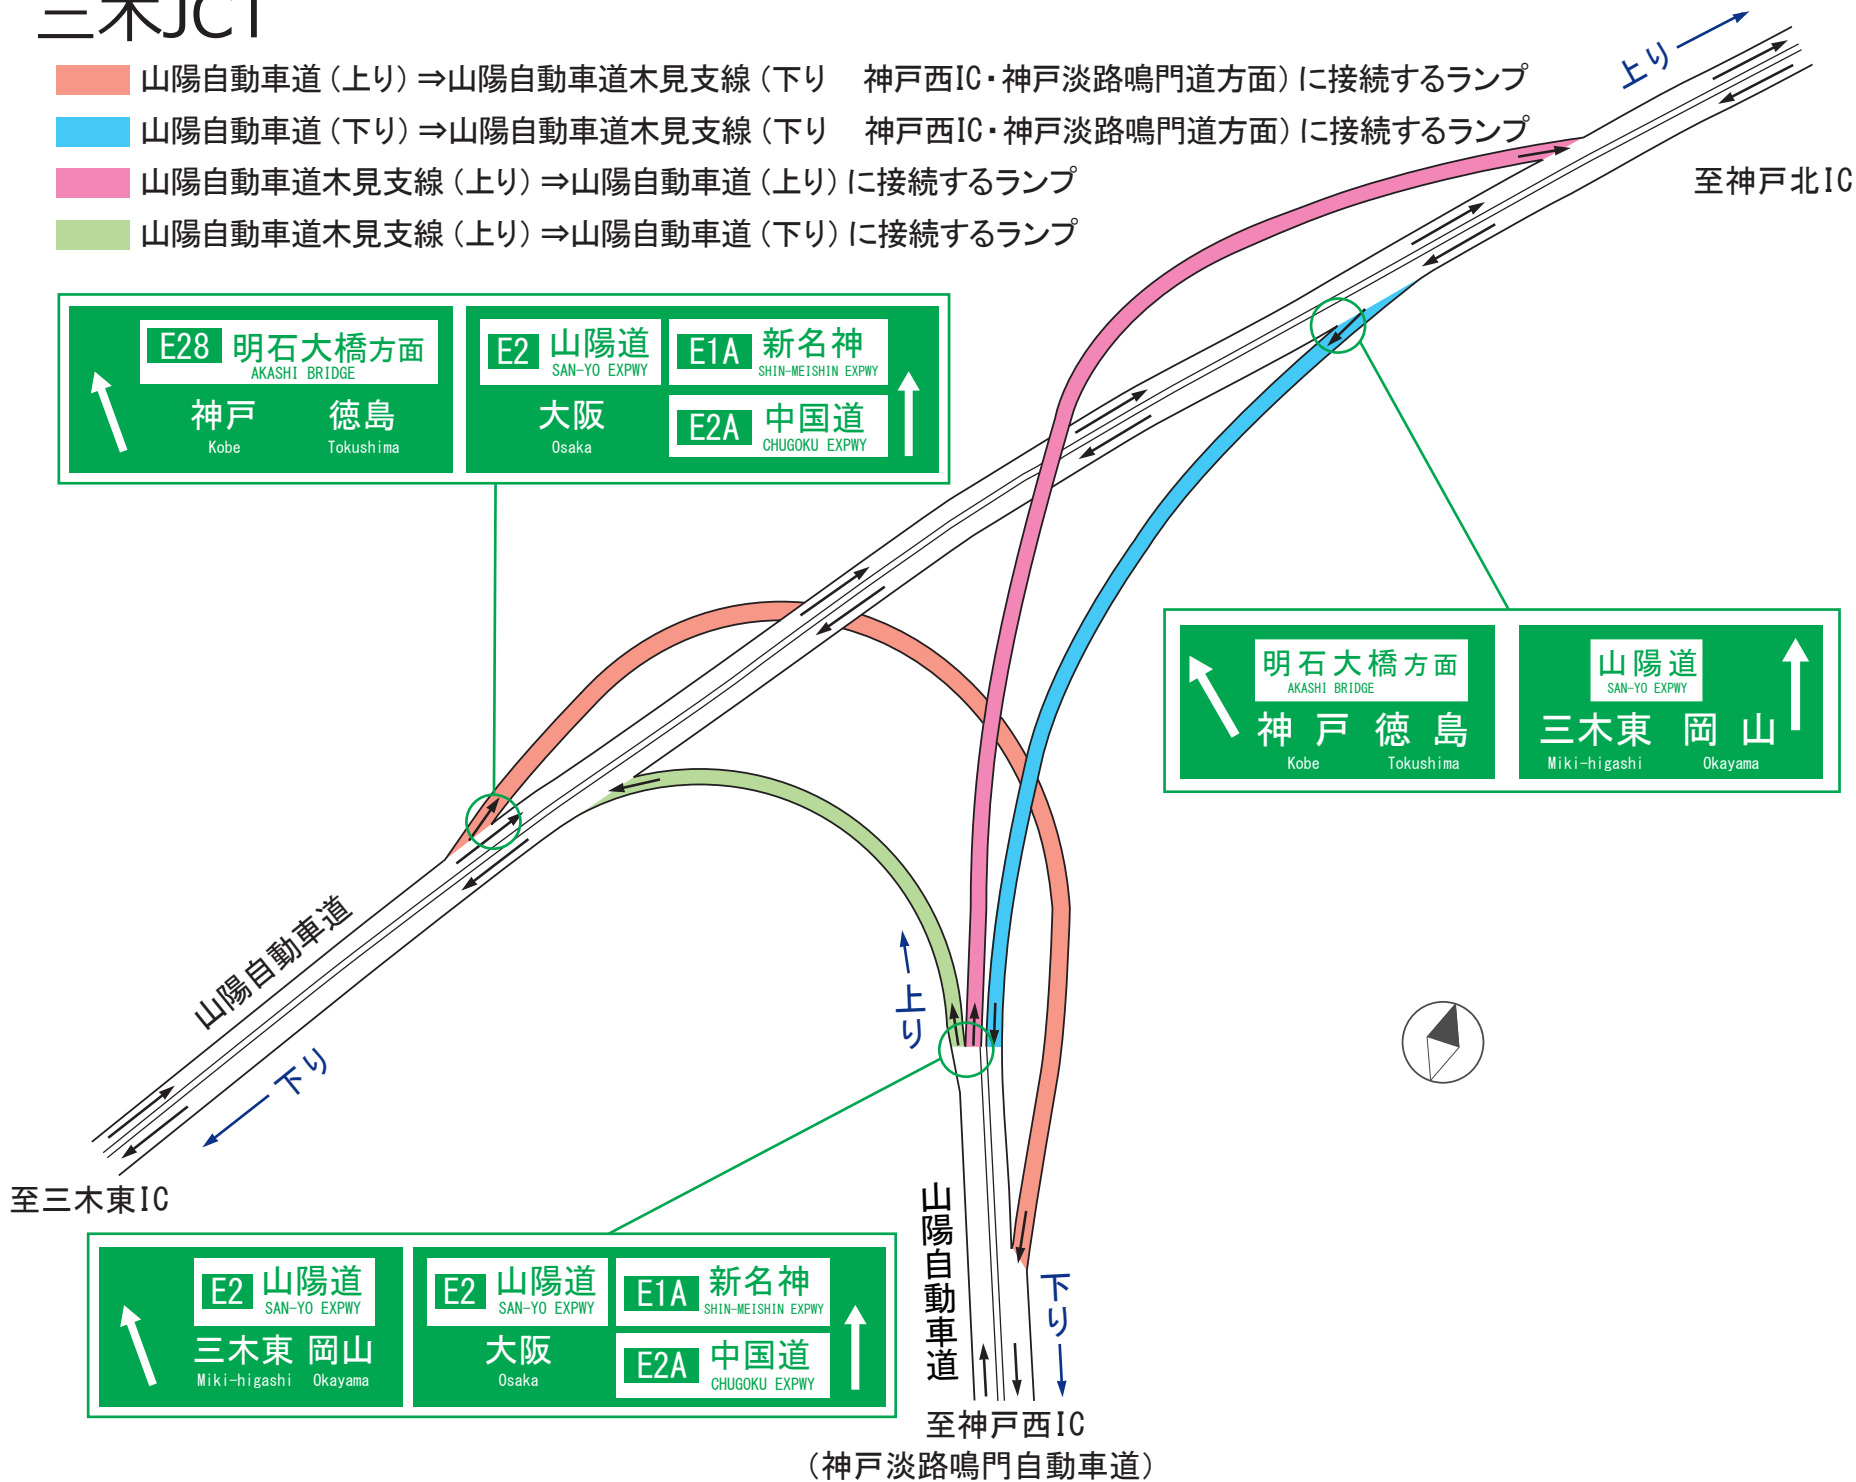 三木JCT
山陽自動車道(上り)⇒山陽自動車道木見支線(下り 神戸西IC・神戸淡路鳴門道方面)に接続するランプ
山陽自動車道(下り)⇒山陽自動車道木見支線(下り 神戸西IC・神戸淡路鳴門道方面)に接続するランプ
山陽自動車道木見支線(上り)⇒山陽自動車道(上り)に接続するランプ
山陽自動車道木見支線(上り)⇒山陽自動車道(下り)に接続するランプ
上り
至神戸北IC
E28 明石大橋方面
AKASHI BRIDGE
神戸 徳島
Kobe Tokushima
E2 山陽道
SAN-YO EXPWY
大阪
Osaka
E1A 新名神
SHIN-MEISHIN EXPWY
E2A 中国道
CHUGOKU EXPWY
明石大橋方面
AKASHI BRIDGE
神戸 徳島
Kobe Tokushima
山陽道
SAN-YO EXPWY
三木東 岡山
Miki-higashi Okayama
山陽自動車道
下り
至三木東IC
上り
E2 山陽道
SAN-YO EXPWY
三木東 岡山
Miki-higashi Okayama
E2 山陽道
SAN-YO EXPWY
大阪
Osaka
E1A 新名神
SHIN-MEISHIN EXPWY
E2A 中国道
CHUGOKU EXPWY
山陽自動車道
下り
至神戸西IC
(神戸淡路鳴門自動車道)